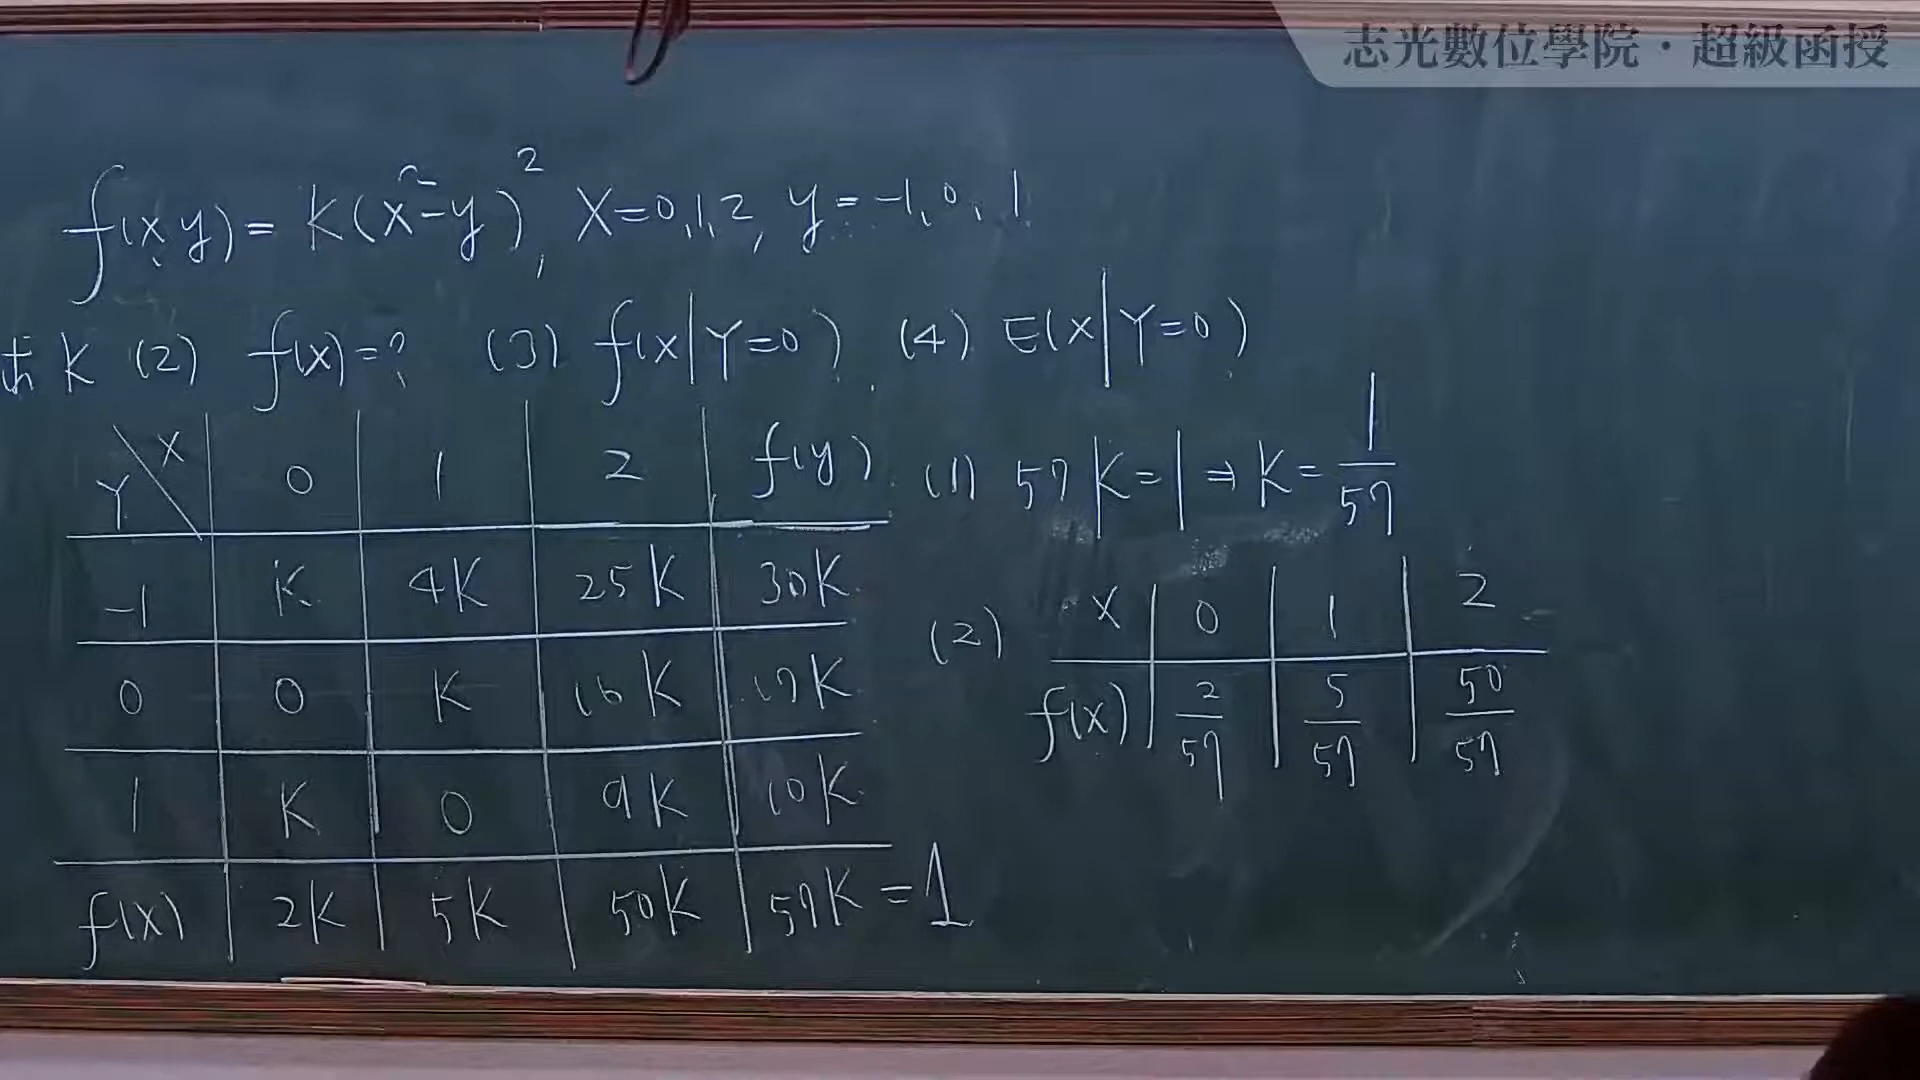 志光數位學院・超級函授
f(x,y)=k(x²-y)², X=0,1,2, y=-1,0,1
求 K (2) f(x)=? (3) f(x|Y=0) (4) E(X|Y=0)
Y\X 0 1 2 f(y)
-1 K 4K 25K 30K
0 0 K 16K 17K
1 K 0 9K 10K
f(x) 2K 5K 50K 57K =1
(1) 57K=1⇒K=1/57
(2) X 0 1 2
f(x) 2/57 5/57 50/57